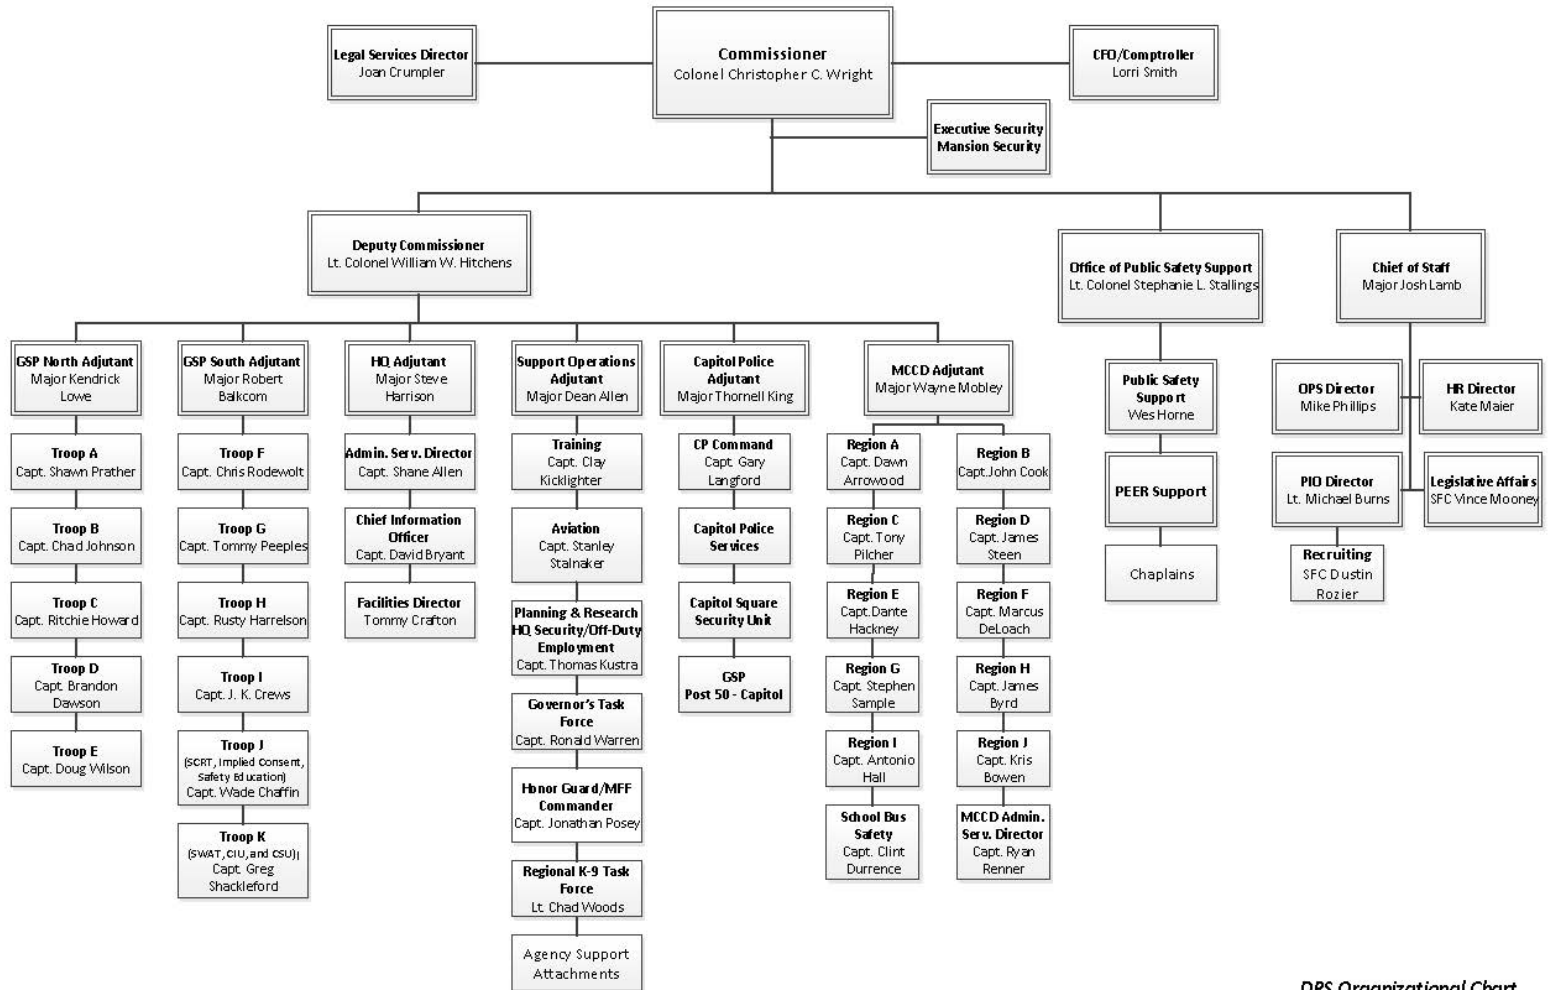 Legal Services Director
Joan Crumpler
Commissioner
Colonel Christopher C. Wright
CFO/Comptroller
Lorri Smith
Executive Security
Mansion Security
Deputy Commissioner
Lt. Colonel William W. Hitchens
Office of Public Safety Support
Lt. Colonel Stephanie L. Stallings
Chief of Staff
Major Josh Lamb
GSP North Adjutant
Major Kendrick
Lowe
Troop A
Capt. Shawn Prather
Troop B
Capt. Chad Johnson
Troop C
Capt. Ritchie Howard
Troop D
Capt. Brandon
Dawson
Troop E
Capt. Doug Wilson
GSP South Adjutant
Major Robert
Balkcom
Troop F
Capt. Chris Rodewolt
Troop G
Capt. Tommy Peeples
Troop H
Capt. Rusty Harrelson
Troop I
Capt. J. K. Crews
Troop J
(SCRT, Implied Consent,
Safety Education)
Capt. Wade Chaffin
Troop K
(SWAT, CIU, and CSU)
Capt. Greg
Shackleford
HQ Adjutant
Major Steve
Harrison
Admin. Serv. Director
Capt. Shane Allen
Chief Information
Officer
Capt. David Bryant
Facilities Director
Tommy Crafton
Support Operations
Adjutant
Major Dean Allen
Training
Capt. Clay
Kicklighter
Aviation
Capt. Stanley
Stalnaker
Planning & Research
HQ Security/Off-Duty
Employment
Capt. Thomas Kustra
Governor's Task
Force
Capt. Ronald Warren
Honor Guard/MFF
Commander
Capt. Jonathan Posey
Regional K-9 Task
Force
Lt. Chad Woods
Agency Support
Attachments
Capitol Police
Adjutant
Major Thornell King
CP Command
Capt. Gary
Langford
Capitol Police
Services
Capitol Square
Security Unit
GSP
Post 50 - Capitol
MCCD Adjutant
Major Wayne Mobley
Region A
Capt. Dawn
Arrowood
Region C
Capt. Tony
Pilcher
Region E
Capt.Dante
Hackney
Region G
Capt. Stephen
Sample
Region I
Capt. Antonio
Hall
School Bus
Safety
Capt. Clint
Durrence
Region B
Capt.John Cook
Region D
Capt. James
Steen
Region F
Capt. Marcus
DeLoach
Region H
Capt. James
Byrd
Region J
Capt. Kris
Bowen
MCCD Admin.
Serv. Director
Capt. Ryan
Renner
Public Safety
Support
Wes Horne
PEER Support
Chaplains
OPS Director
Mike Phillips
HR Director
Kate Maier
PIO Director
Lt. Michael Burns
Legislative Affairs
SFC Vince Mooney
Recruiting
SFC Dustin
Rozier
DPS Organizational Chart